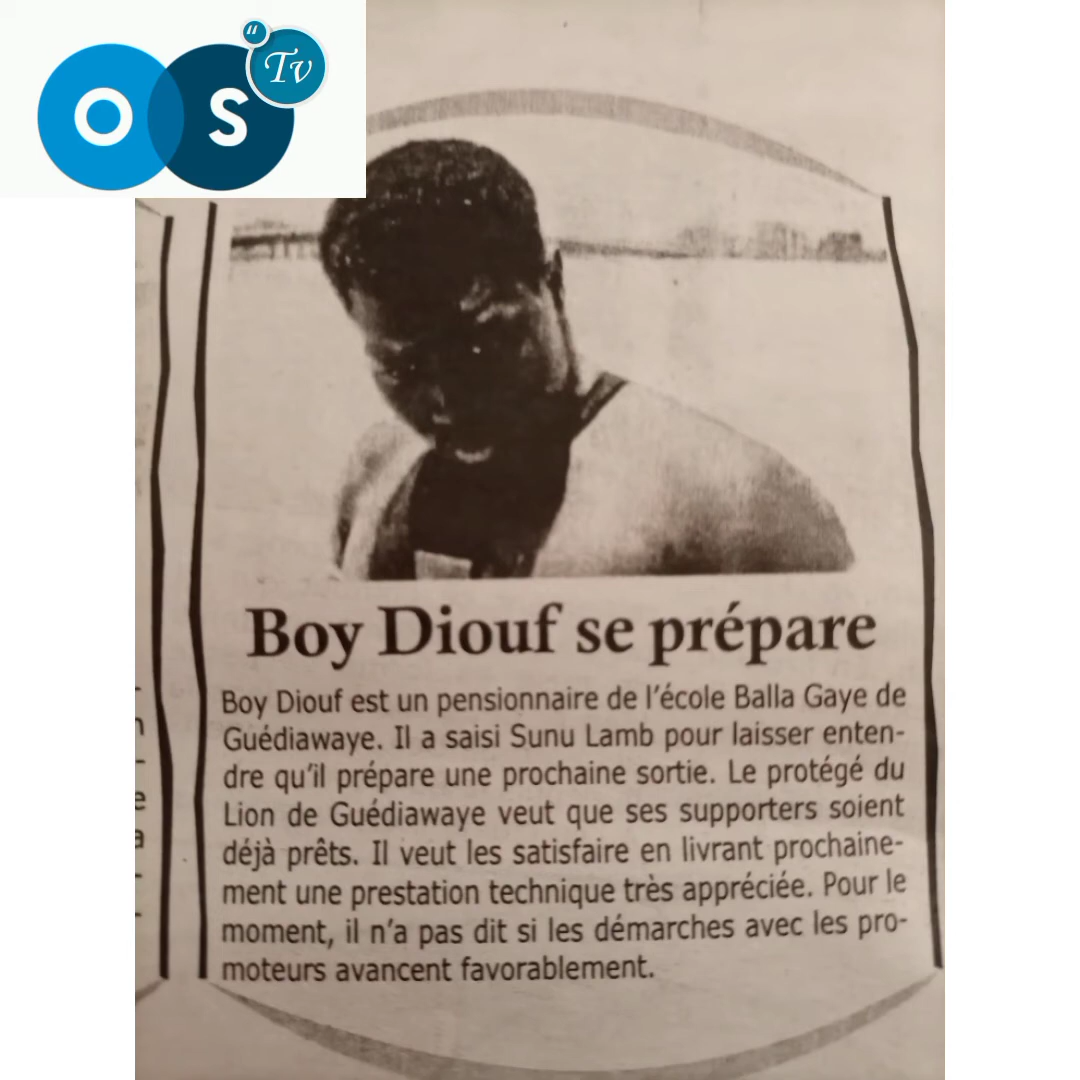 OS
"Tv
Boy Diouf se prépare
Boy Diouf est un pensionnaire de l'école Balla Gaye de
Guédiawaye. Il a saisi Sunu Lamb pour laisser enten-
dre qu'il prépare une prochaine sortie. Le protégé du
Lion de Guédiawaye veut que ses supporters soient
déjà prêts. Il veut les satisfaire en livrant prochaine-
ment une prestation technique très appréciée. Pour le
moment, il n'a pas dit si les démarches avec les pro-
moteurs avancent favorablement.